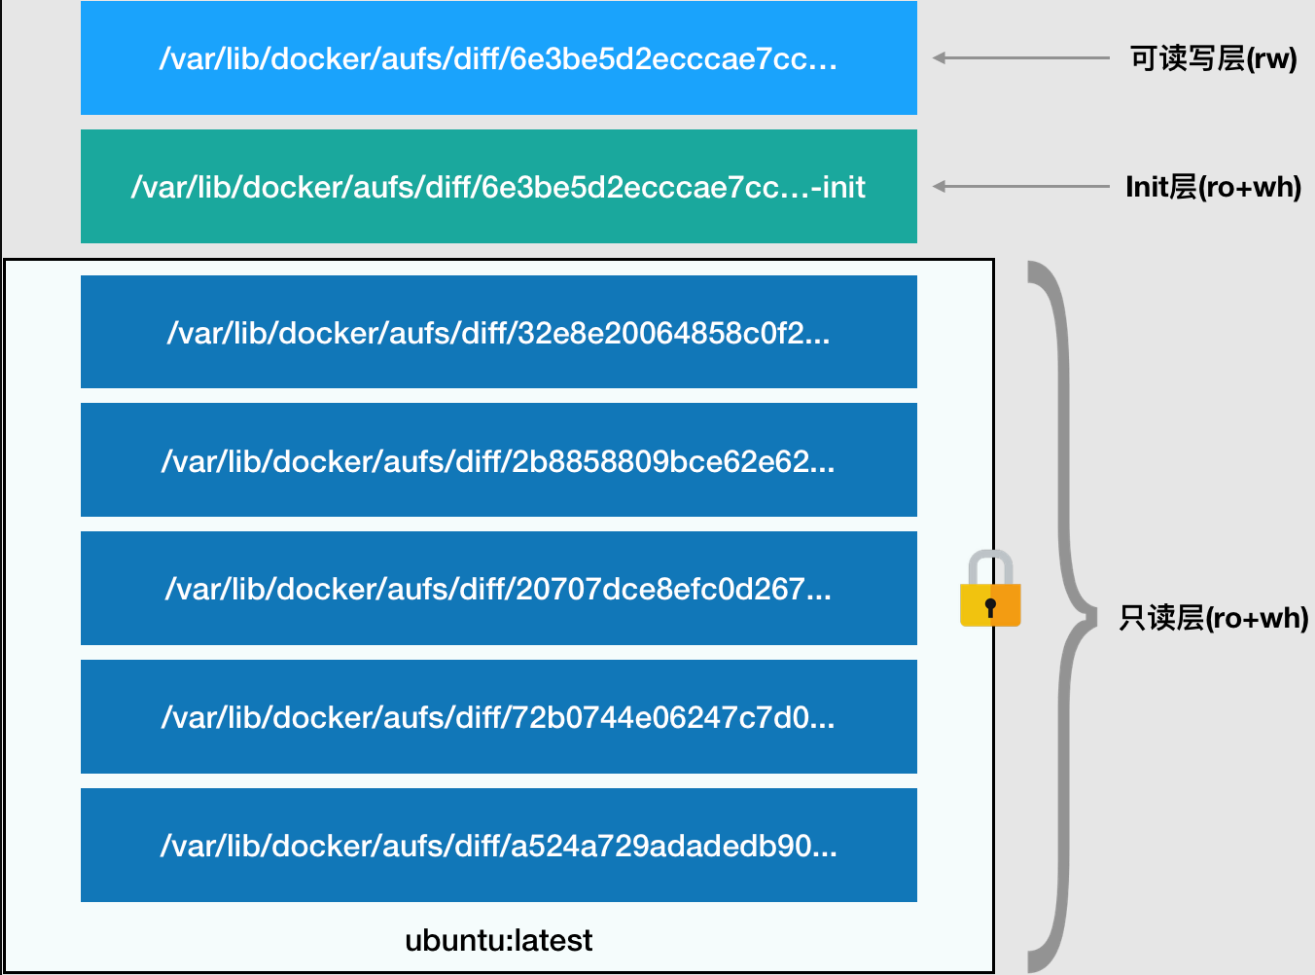 /var/lib/docker/aufs/diff/6e3be5d2ecccae7cc...
可读写层(rw)
/var/lib/docker/aufs/diff/6e3be5d2ecccae7cc...-init
Init层(ro+wh)
/var/lib/docker/aufs/diff/32e8e20064858c0f2...
/var/lib/docker/aufs/diff/2b8858809bce62e62...
/var/lib/docker/aufs/diff/20707dce8efc0d267...
只读层(ro+wh)
/var/lib/docker/aufs/diff/72b0744e06247c7d0...
/var/lib/docker/aufs/diff/a524a729adadedb90...
ubuntu:latest